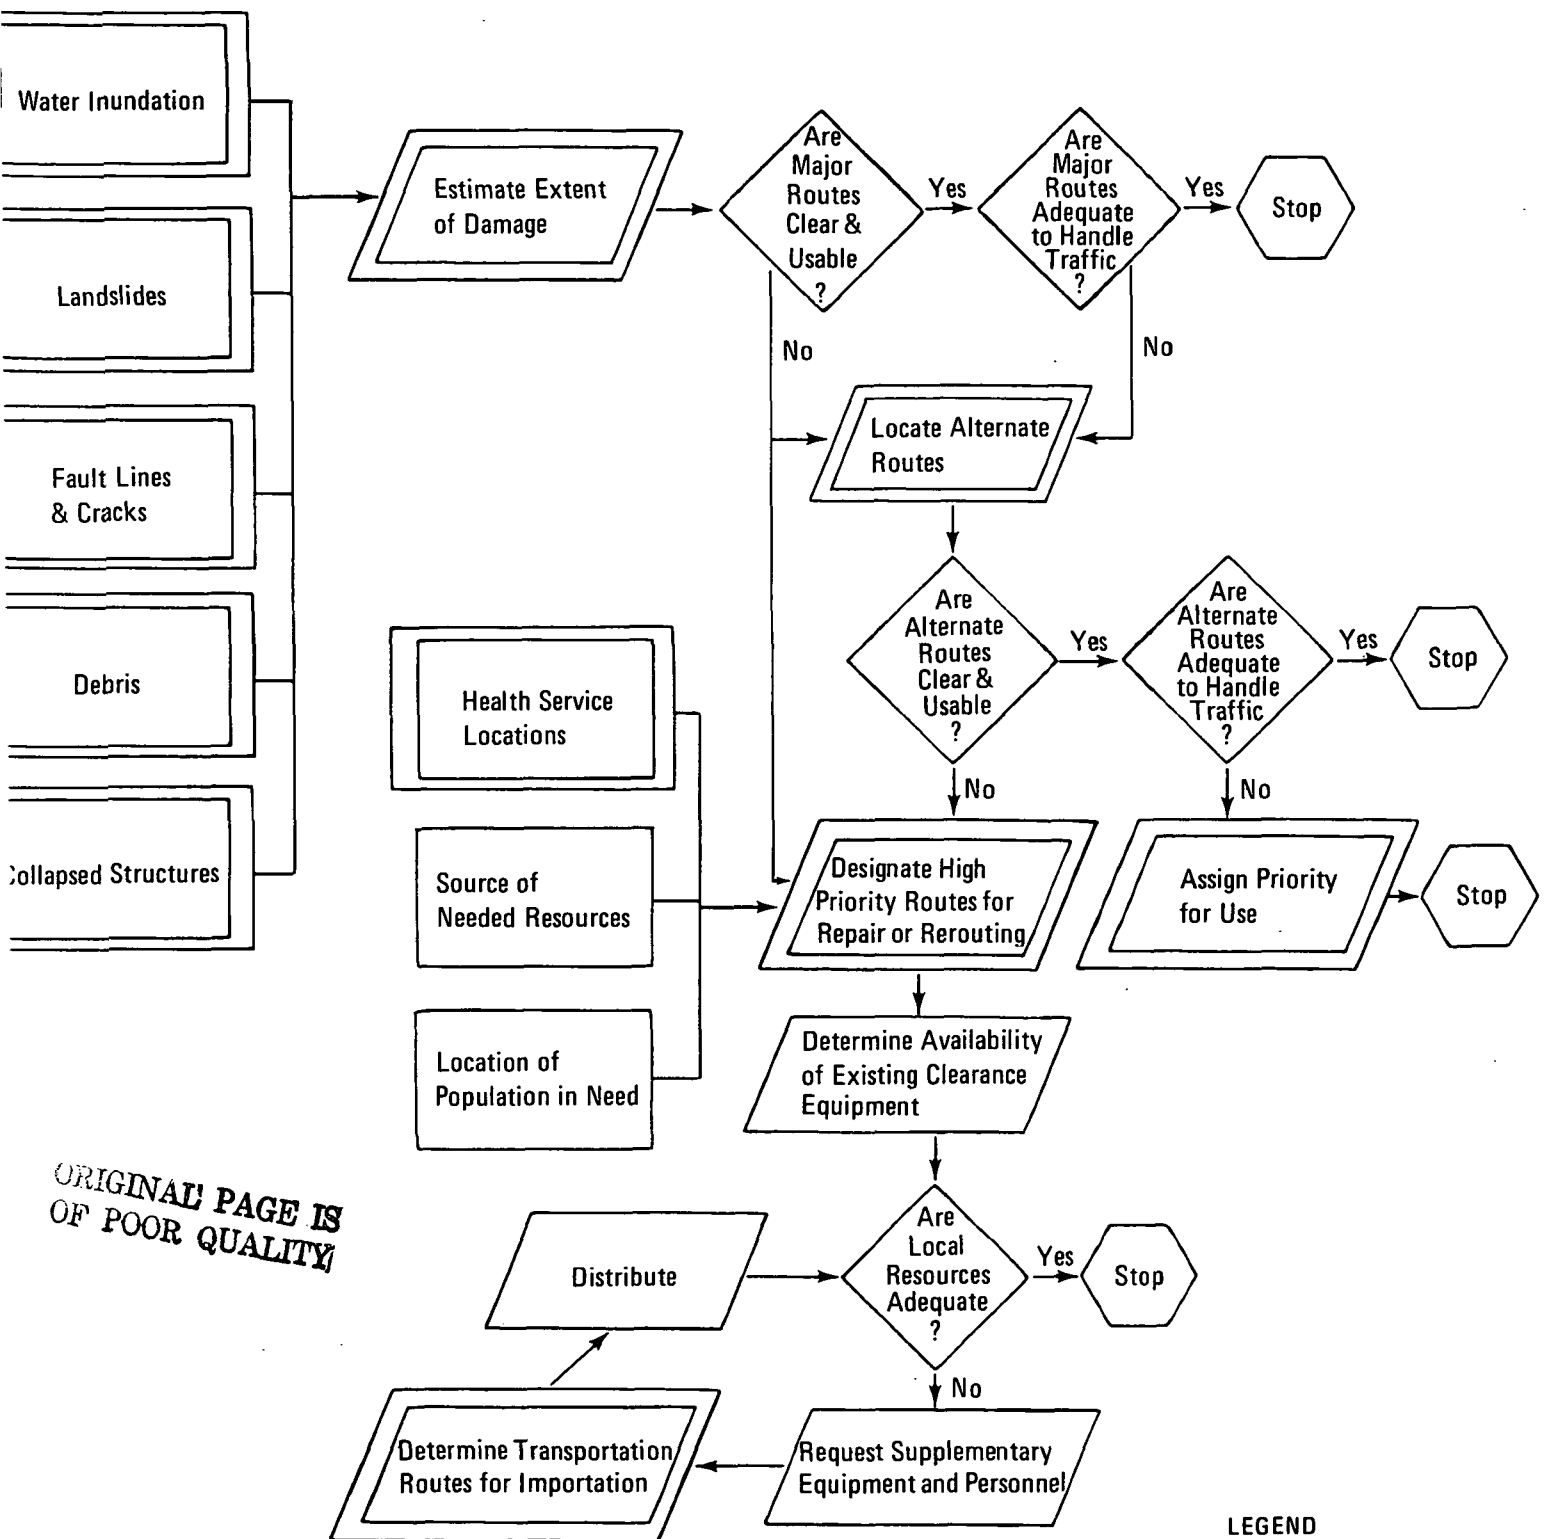 Water Inundation
Landslides
Fault Lines
& Cracks
Debris
Collapsed Structures
Estimate Extent
of Damage
Are
Major
Routes
Clear &
Usable
?
Yes
No
Are
Major
Routes
Adequate
to Handle
Traffic
?
Yes
No
Stop
Locate Alternate
Routes
Are
Alternate
Routes
Clear &
Usable
?
Yes
No
Are
Alternate
Routes
Adequate
to Handle
Traffic
?
Yes
No
Stop
Health Service
Locations
Source of
Needed Resources
Location of
Population in Need
Designate High
Priority Routes for
Repair or Rerouting
Assign Priority
for Use
Stop
Determine Availability
of Existing Clearance
Equipment
Are
Local
Resources
Adequate
?
Yes
No
Stop
Distribute
Request Supplementary
Equipment and Personnel
Determine Transportation
Routes for Importation
ORIGINAL PAGE IS
OF POOR QUALITY
LEGEND